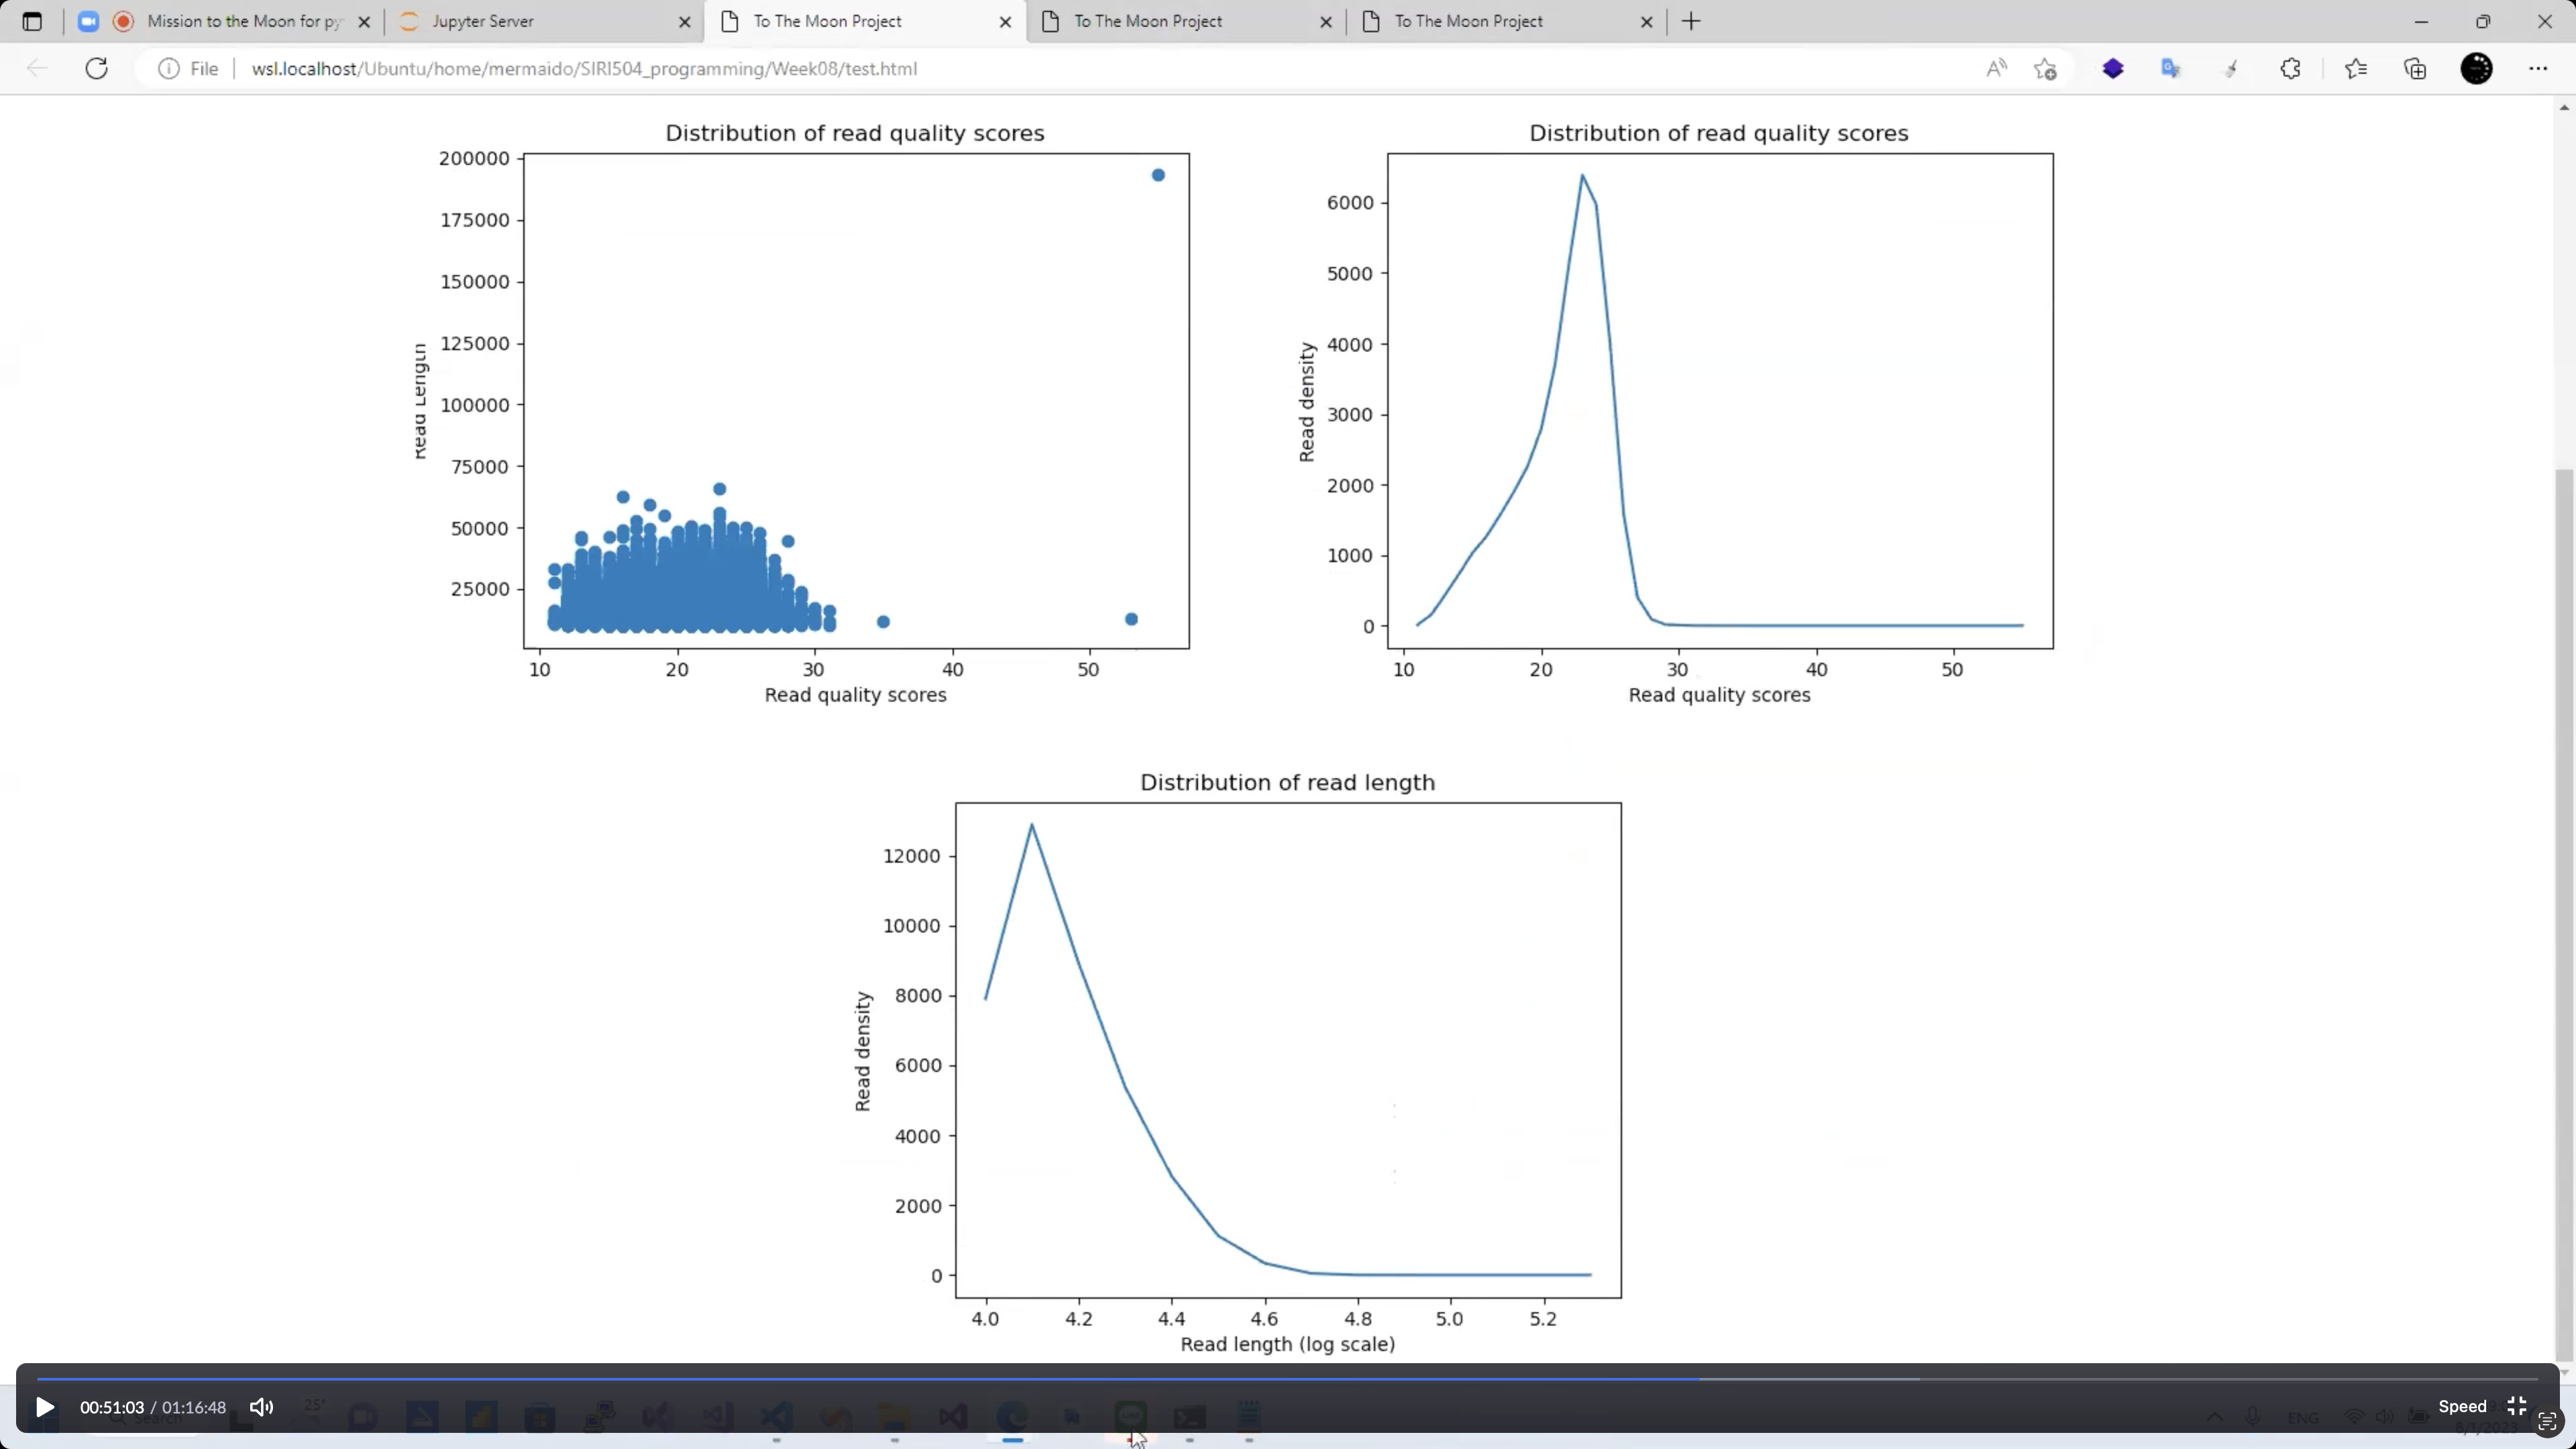 Mission to the Moon for py
Jupyter Server
To The Moon Project
To The Moon Project
To The Moon Project
File
wsl.localhost/Ubuntu/home/mermaido/SIRI504_programming/Week08/test.html
Distribution of read quality scores
200000
175000
150000
125000
100000
75000
50000
25000
Read Length
10 20 30 40 50
Read quality scores
Distribution of read quality scores
6000
5000
4000
3000
2000
1000
0
Read density
10 20 30 40 50
Read quality scores
Distribution of read length
12000
10000
8000
6000
4000
2000
0
Read density
4.0 4.2 4.4 4.6 4.8 5.0 5.2
Read length (log scale)
00:51:03 / 01:16:48
25°
Search
Speed
ENG